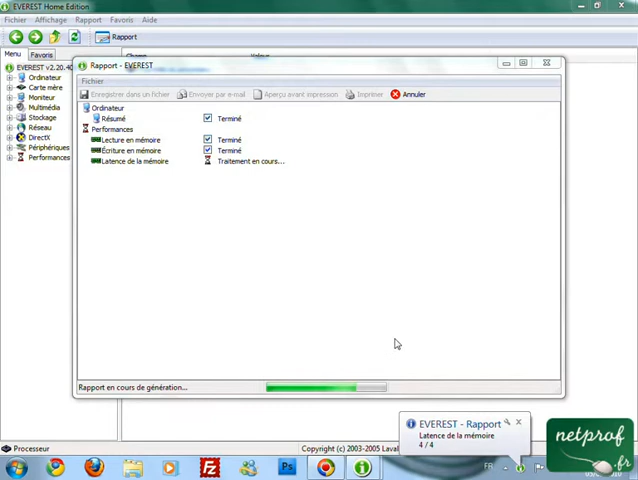 EVEREST Home Edition
Fichier Affichage Rapport Favoris Aide
Rapport
Menu Favoris
EVEREST v2.20.40
Ordinateur
Carte mère
Moniteur
Multimédia
Stockage
Réseau
DirectX
Périphériques
Performances
Rapport - EVEREST
Fichier
Enregistrer dans un fichier Envoyer par e-mail Aperçu avant impression Imprimer Annuler
Ordinateur
Résumé Terminé
Performances
Lecture en mémoire Terminé
Écriture en mémoire Terminé
Latence de la mémoire Traitement en cours...
Rapport en cours de génération...
EVEREST - Rapport
Latence de la mémoire
4 / 4
Processeur Copyright (c) 2003-2005 Laval
FR
Ps
netprof
.fr